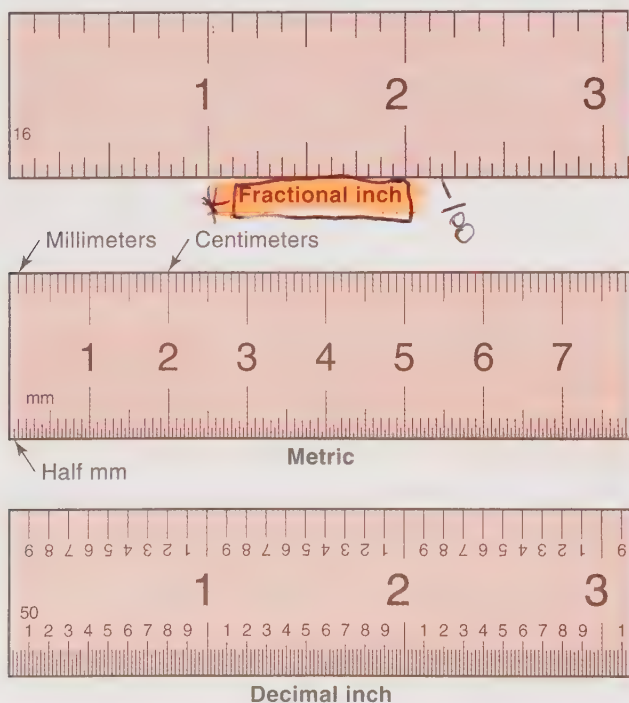 1 2 3
16
Fractional inch
1/8
Millimeters Centimeters
1 2 3 4 5 6 7
mm
Metric
Half mm
9 8 7 6 5 4 3 2 1 9 8 7 6 5 4 3 2 1 9 8 7 6 5 4 3 2 1 9
1 2 3
50
1 2 3 4 5 6 7 8 9 1 2 3 4 5 6 7 8 9 1 2 3 4 5 6 7 8 9 1
Decimal inch